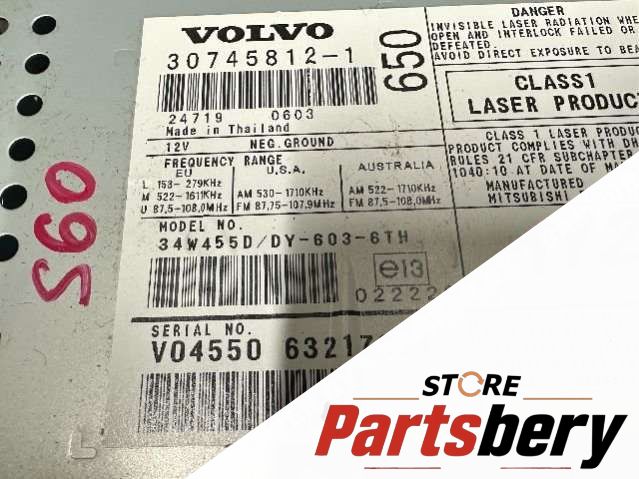 VOLVO
30745812-1
650
24719 0603
Made in Thailand
12V NEG.GROUND
FREQUENCY RANGE
EU U.S.A. AUSTRALIA
L 153- 279KHz
M 522-1611KHz AM 530-1710KHz AM 522-1710KHz
U 87,5-108,0MHz FM 87,75-107,9MHz FM 87,5-108,0MHz
MODEL NO.
34W455D/DY-603-6TH
e13
02222
SERIAL NO.
V04550 63217
DANGER
INVISIBLE LASER RADIATION WHE
OPEN AND INTERLOCK FAILED OR
DEFEATED.
AVOID DIRECT EXPOSURE TO BEA
CLASS1
LASER PRODUC
CLASS 1 LASER PRODU
PRODUCT COMPLIES WITH DH
RULES 21 CFR SUBCHAPTER
1040:10 AT DATE OF MA
MANUFACTURED
MITSUBISHI
092
STORE
Partsbery